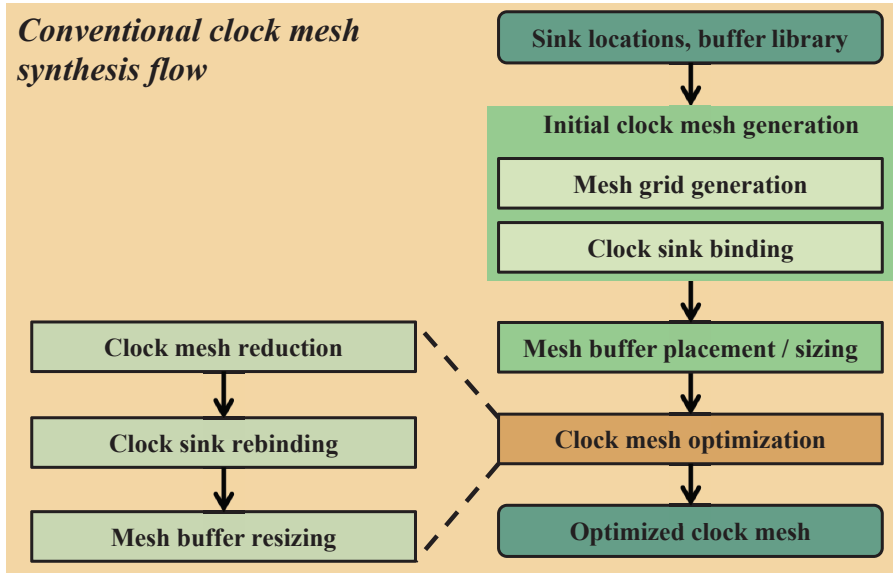 Conventional clock mesh
synthesis flow
Sink locations, buffer library
Initial clock mesh generation
Mesh grid generation
Clock sink binding
Mesh buffer placement / sizing
Clock mesh optimization
Optimized clock mesh
Clock mesh reduction
Clock sink rebinding
Mesh buffer resizing